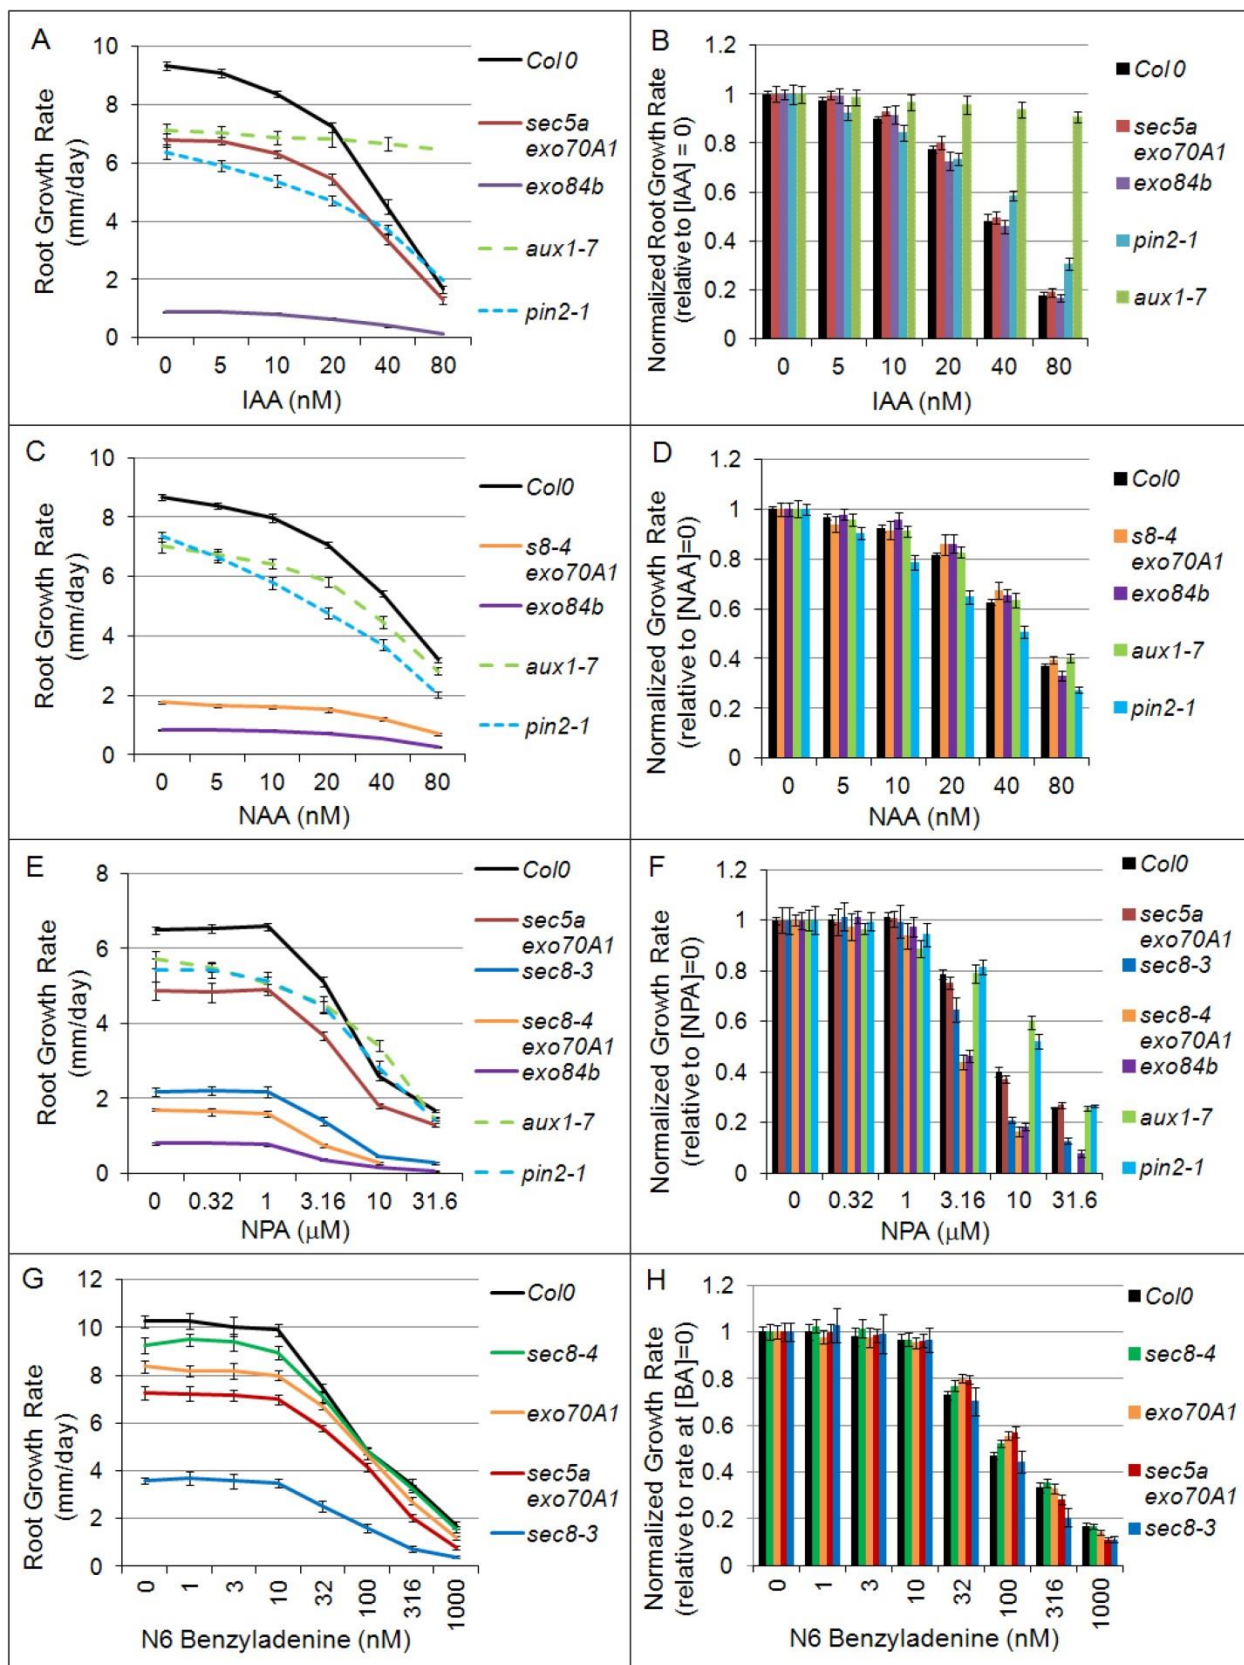 A
Root Growth Rate
(mm/day)
10
8
6
4
2
0
0 5 10 20 40 80
IAA (nM)
Col 0
sec5a
exo70A1
exo84b
aux1-7
pin2-1
B
Normalized Root Growth Rate
(relative to [IAA] = 0)
1.2
1
0.8
0.6
0.4
0.2
0
0 5 10 20 40 80
IAA (nM)
Col 0
sec5a
exo70A1
exo84b
pin2-1
aux1-7
C
Root Growth Rate
(mm/day)
10
8
6
4
2
0
0 5 10 20 40 80
NAA (nM)
Col0
s8-4
exo70A1
exo84b
aux1-7
pin2-1
D
Normalized Growth Rate
(relative to [NAA]=0)
1.2
1
0.8
0.6
0.4
0.2
0
0 5 10 20 40 80
NAA (nM)
Col0
s8-4
exo70A1
exo84b
aux1-7
pin2-1
E
Root Growth Rate
(mm/day)
8
6
4
2
0
0 0.32 1 3.16 10 31.6
NPA (μM)
Col0
sec5a
exo70A1
sec8-3
sec8-4
exo70A1
exo84b
aux1-7
pin2-1
F
Normalized Growth Rate
(relative to [NPA]=0)
1.2
1
0.8
0.6
0.4
0.2
0
0 0.32 1 3.16 10 31.6
NPA (μM)
Col0
sec5a
exo70A1
sec8-3
sec8-4
exo70A1
exo84b
aux1-7
pin2-1
G
Root Growth Rate
(mm/day)
12
10
8
6
4
2
0
0 1 3 10 32 100 316 1000
N6 Benzyladenine (nM)
Col0
sec8-4
exo70A1
sec5a
exo70A1
sec8-3
H
Normalized Growth Rate
(relative to rate at [BA]=0)
1.2
1
0.8
0.6
0.4
0.2
0
0 1 3 10 32 100 316 1000
N6 Benzyladenine (nM)
Col0
sec8-4
exo70A1
sec5a
exo70A1
sec8-3